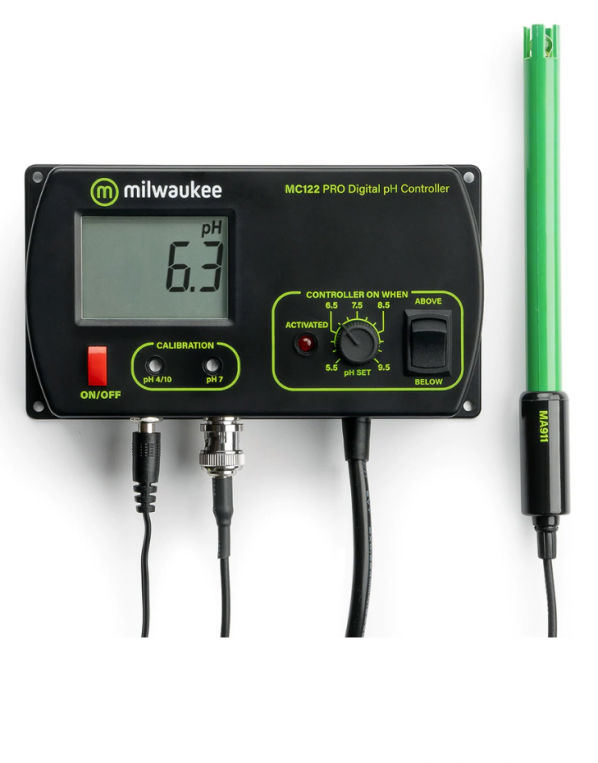 milwaukee
MC122 PRO Digital pH Controller
pH
6.3
CONTROLLER ON WHEN
6.5 7.5 8.5
ABOVE
ACTIVATED
CALIBRATION
pH 4/10 pH 7
5.5 pH SET 9.5
BELOW
ON/OFF
MA911